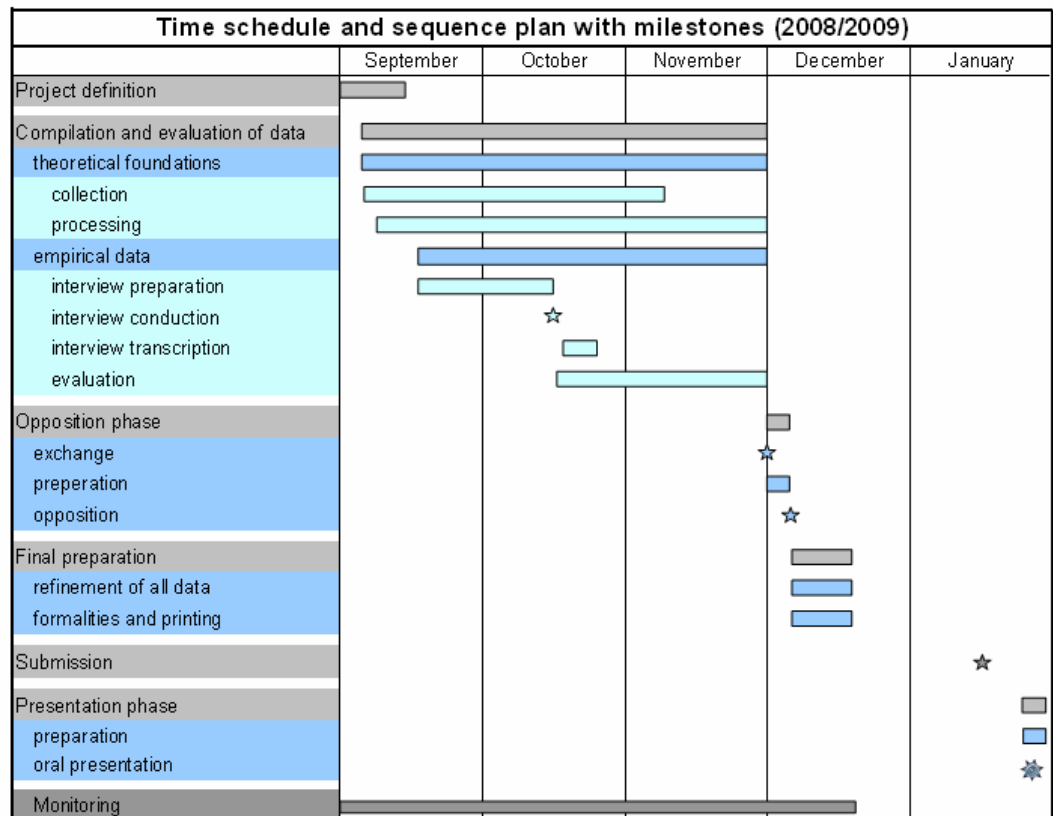 Time schedule and sequence plan with milestones (2008/2009)
September October November December January
Project definition
Compilation and evaluation of data
theoretical foundations
collection
processing
empirical data
interview preparation
interview conduction
interview transcription
evaluation
Opposition phase
exchange
preperation
opposition
Final preparation
refinement of all data
formalities and printing
Submission
Presentation phase
preparation
oral presentation
Monitoring